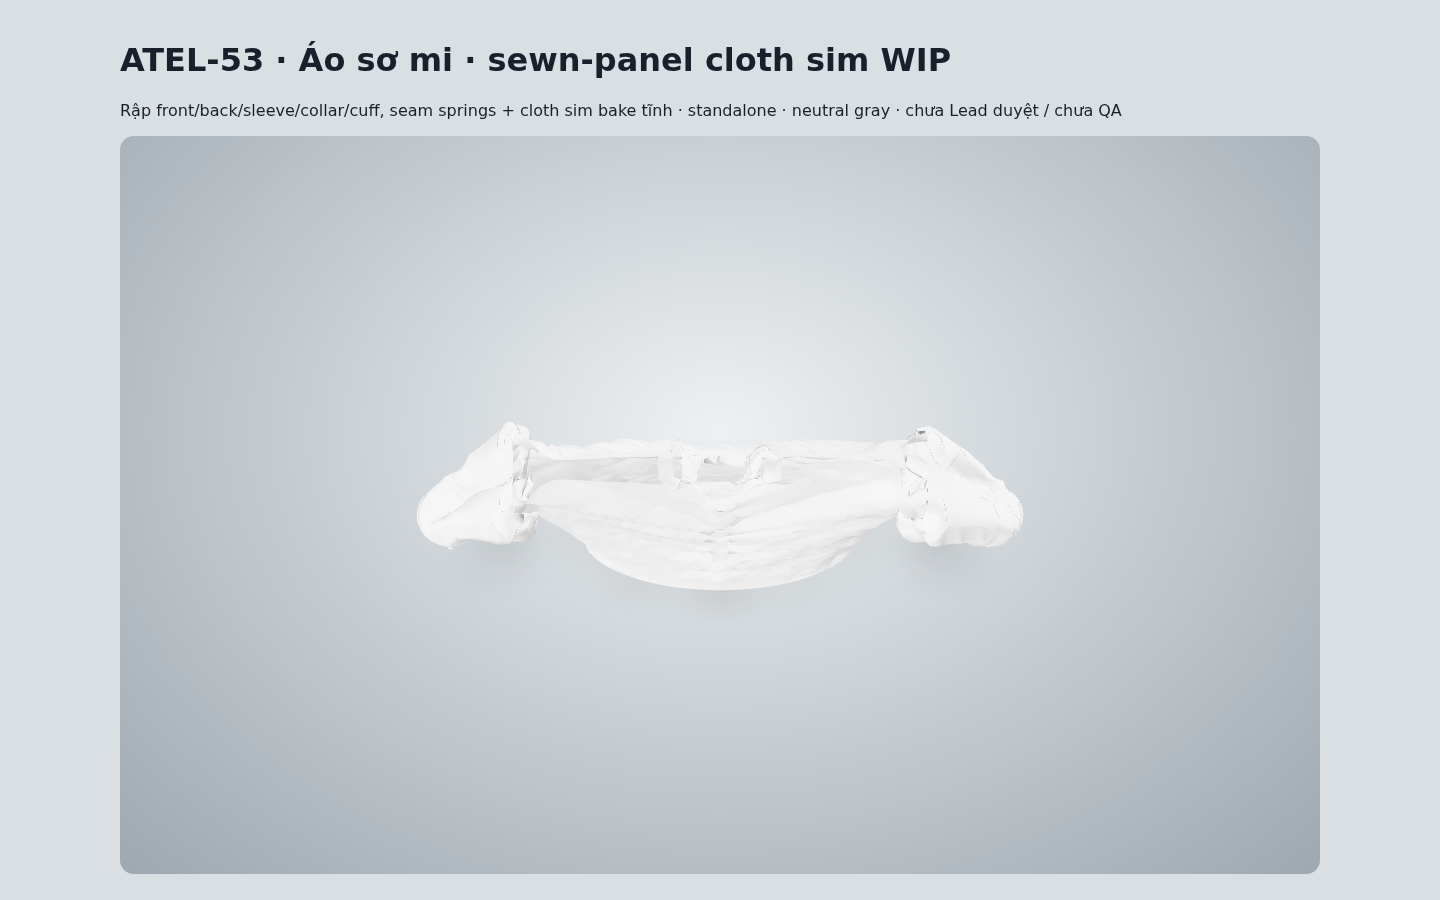 ATEL-53 · Áo sơ mi · sewn-panel cloth sim WIP
Rập front/back/sleeve/collar/cuff, seam springs + cloth sim bake tĩnh · standalone · neutral gray · chưa Lead duyệt / chưa QA